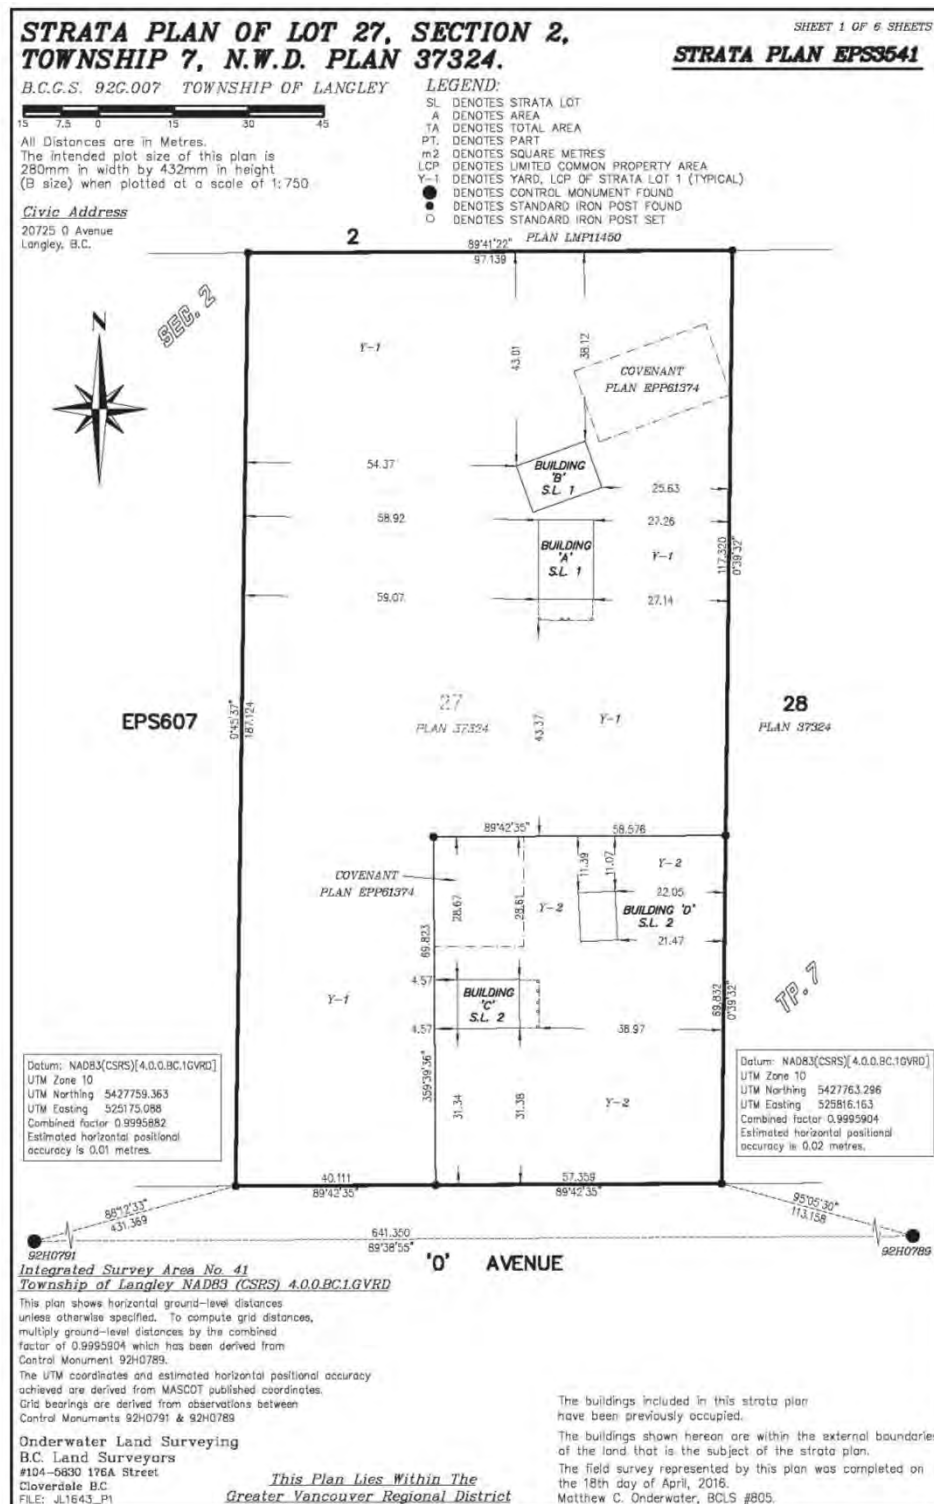 STRATA PLAN OF LOT 27, SECTION 2,
TOWNSHIP 7, N.W.D. PLAN 37324.
SHEET 1 OF 6 SHEETS
STRATA PLAN EPS3541
B.C.G.S. 92G.007 TOWNSHIP OF LANGLEY
15 7.5 0 15 30 45
All Distances are in Metres.
The intended plot size of this plan is
280mm in width by 432mm in height
(B size) when plotted at a scale of 1:750
Civic Address
20725 0 Avenue
Langley, B.C.
LEGEND:
SL DENOTES STRATA LOT
A DENOTES AREA
TA DENOTES TOTAL AREA
PT. DENOTES PART
m2 DENOTES SQUARE METRES
LCP DENOTES LIMITED COMMON PROPERTY AREA
Y-1 DENOTES YARD, LCP OF STRATA LOT 1 (TYPICAL)
DENOTES CONTROL MONUMENT FOUND
DENOTES STANDARD IRON POST FOUND
DENOTES STANDARD IRON POST SET
2
89°41'22"
97.139
PLAN LMP11450
SEC. 2
N
Y-1
43.01
38.12
COVENANT
PLAN EPP61374
54.37
BUILDING
'B'
S.L. 1
25.63
58.92
27.26
BUILDING
'A'
S.L. 1
Y-1
117.320
0°39'32"
59.07
27.14
EPS607
0°45'37"
187.124
27
PLAN 37324
43.37
Y-1
28
PLAN 37324
89°42'35"
58.576
COVENANT
PLAN EPP61374
28.67
28.61
11.39
11.07
Y-2
22.05
Y-2
BUILDING 'D'
S.L. 2
21.47
69.823
4.57
BUILDING
'C'
S.L. 2
4.57
38.97
Y-1
TP. 7
69.832
0°39'32"
359°39'36"
31.34
31.38
Y-2
Datum: NAD83(CSRS)[4.0.0.BC.1GVRD]
UTM Zone 10
UTM Northing 5427759.363
UTM Easting 525175.088
Combined factor 0.9995882
Estimated horizontal positional
accuracy is 0.01 metres.
Datum: NAD83(CSRS)[4.0.0.BC.1GVRD]
UTM Zone 10
UTM Northing 5427763.296
UTM Easting 525816.163
Combined factor 0.9995904
Estimated horizontal positional
accuracy is 0.02 metres.
40.111
89°42'35"
57.359
89°42'35"
88°12'33"
431.369
95°05'30"
113.158
641.350
89°38'55"
92H0791
92H0789
'0' AVENUE
Integrated Survey Area No. 41
Township of Langley NAD83 (CSRS) 4.0.0.BC.1.GVRD
This plan shows horizontal ground-level distances
unless otherwise specified. To compute grid distances,
multiply ground-level distances by the combined
factor of 0.9995904 which has been derived from
Control Monument 92H0789.
The UTM coordinates and estimated horizontal positional accuracy
achieved are derived from MASCOT published coordinates.
Grid bearings are derived from observations between
Control Monuments 92H0791 & 92H0789
Onderwater Land Surveying
B.C. Land Surveyors
#104-5830 176A Street
Cloverdale B.C
FILE: JL1643_P1
This Plan Lies Within The
Greater Vancouver Regional District
The buildings included in this strata plan
have been previously occupied.
The buildings shown hereon are within the external boundaries
of the land that is the subject of the strata plan.
The field survey represented by this plan was completed on
the 18th day of April, 2016.
Matthew C. Onderwater, BCLS #805.